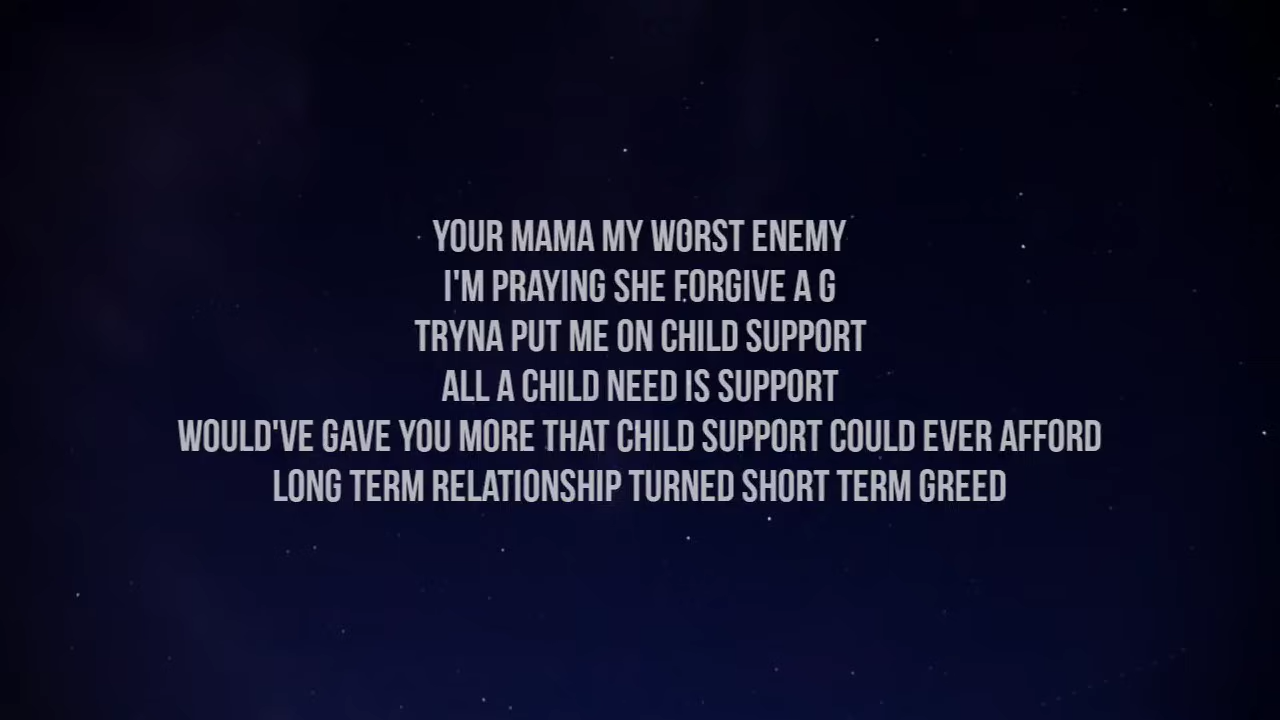 YOUR MAMA MY WORST ENEMY
I'M PRAYING SHE FORGIVE A G
TRYNA PUT ME ON CHILD SUPPORT
ALL A CHILD NEED IS SUPPORT
WOULD'VE GAVE YOU MORE THAT CHILD SUPPORT COULD EVER AFFORD
LONG TERM RELATIONSHIP TURNED SHORT TERM GREED